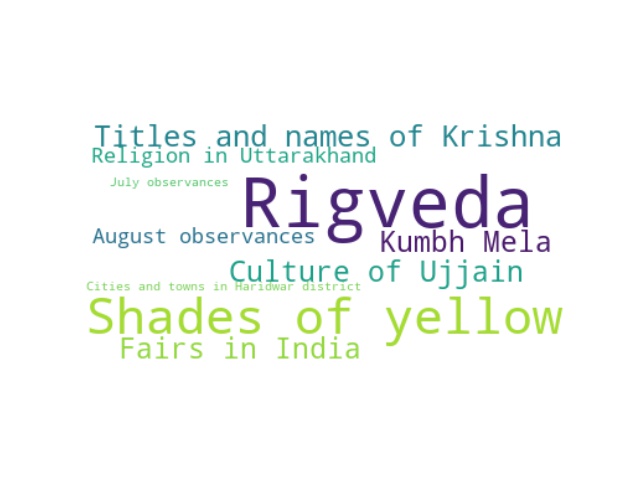 Titles and names of Krishna
Religion in Uttarakhand
July observances
Rigveda
August observances
Kumbh Mela
Culture of Ujjain
Cities and towns in Haridwar district
Shades of yellow
Fairs in India